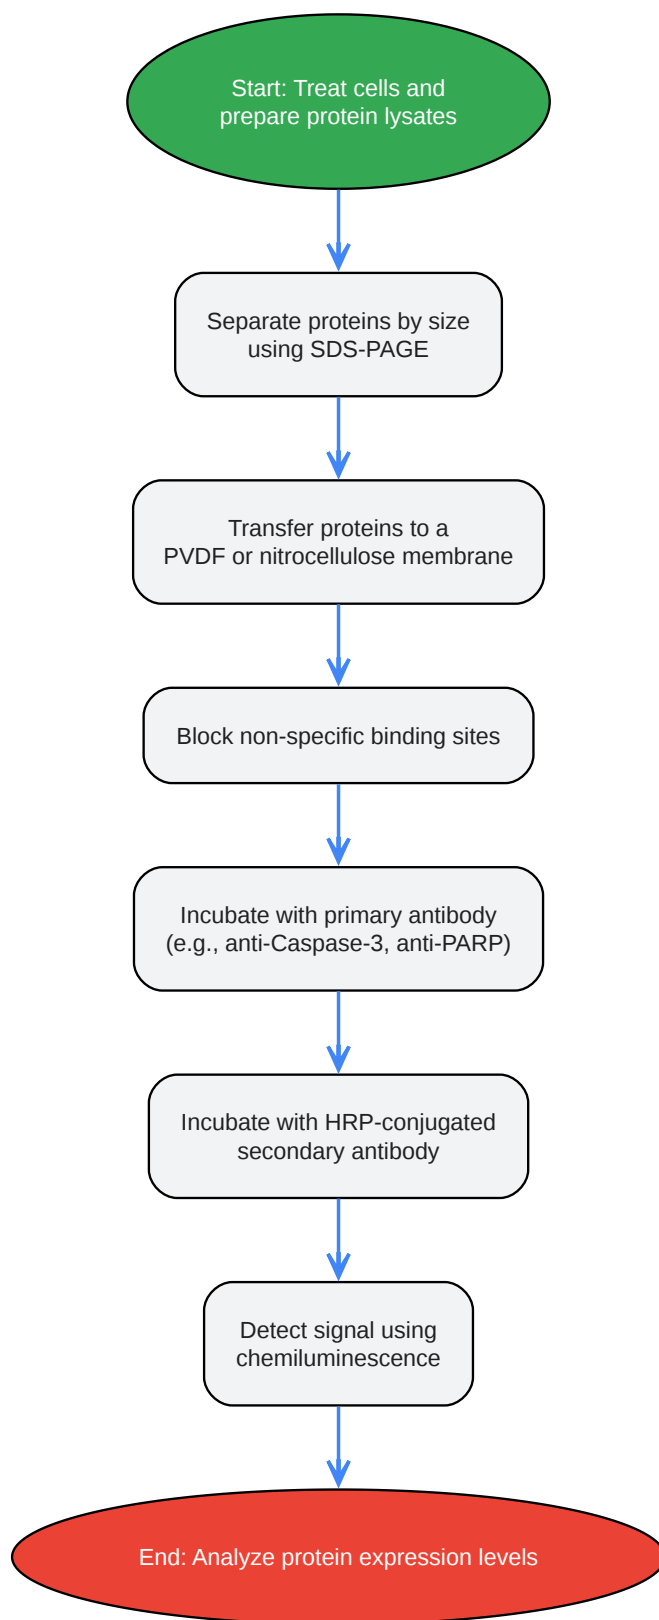 Start: Treat cells and
prepare protein lysates
Separate proteins by size
using SDS-PAGE
Transfer proteins to a
PVDF or nitrocellulose membrane
Block non-specific binding sites
Incubate with primary antibody
(e.g., anti-Caspase-3, anti-PARP)
Incubate with HRP-conjugated
secondary antibody
Detect signal using
chemiluminescence
End: Analyze protein expression levels